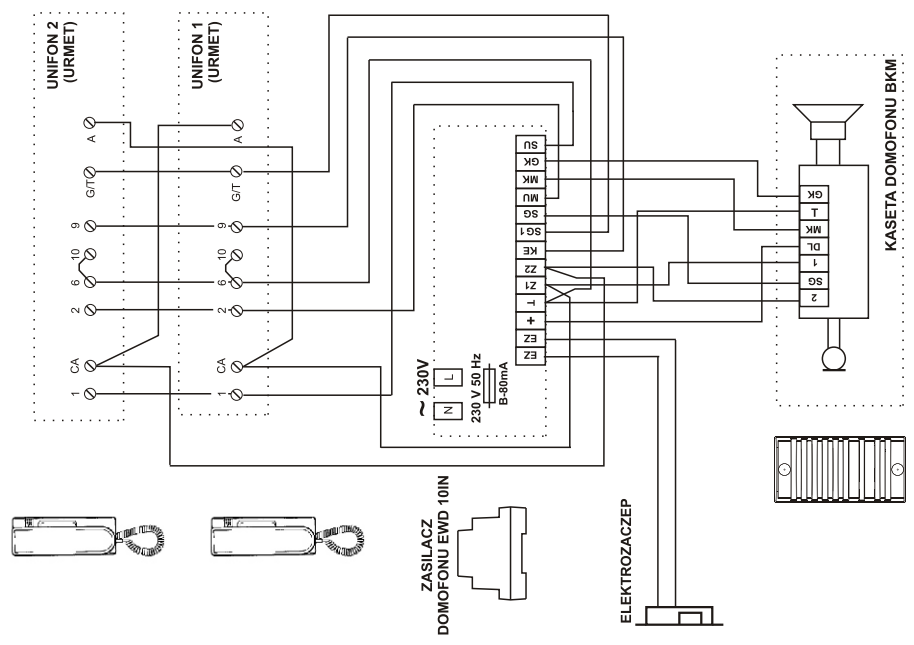 UNIFON 2
(URMET)
A
G/T
9
10
6
2
CA
1
UNIFON 1
(URMET)
A
G/T
9
10
6
2
CA
1
SU
GK
MK
MU
SG
SG1
KE
Z2
Z1
⊥
+
EZ
EZ
~ 230V
L
N
230 V 50 Hz
B-80mA
KASETA DOMOFONU BKM
GK
⊥
MK
DL
1
SG
2
ZASILACZ
DOMOFONU EWD 10IN
ELEKTROZACZEP